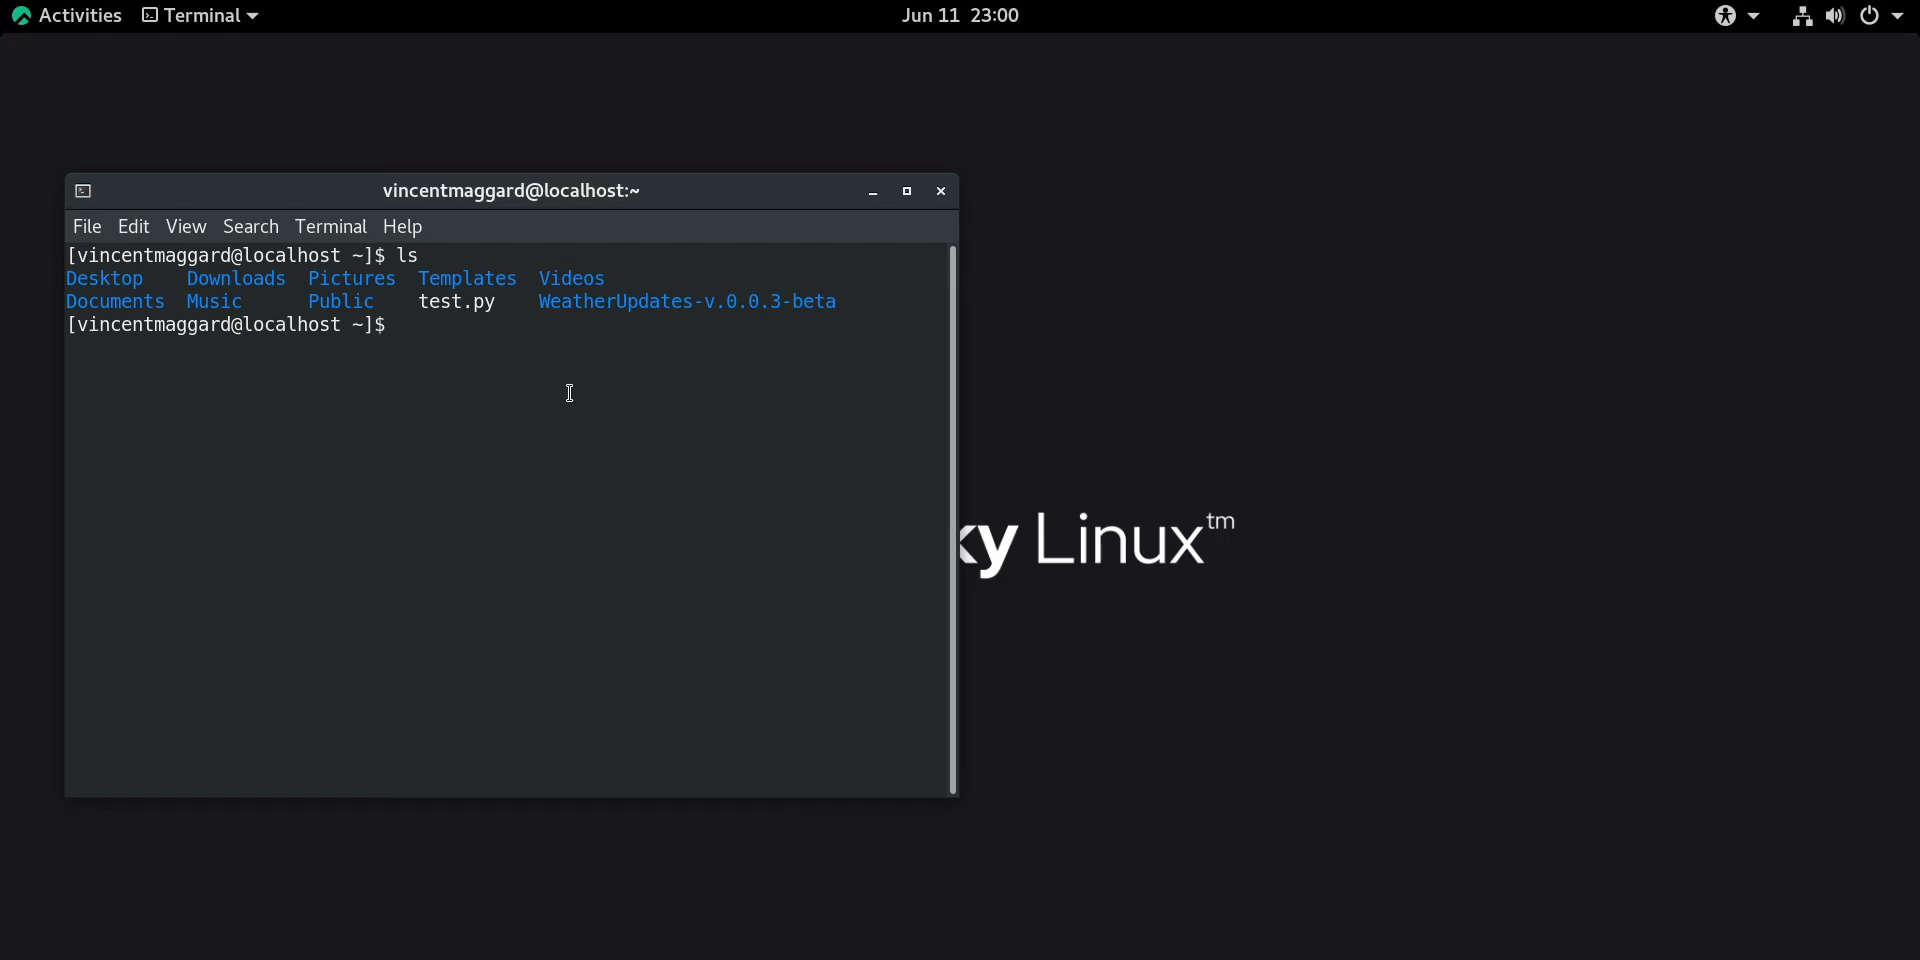 Activities Terminal Jun 11 23:00
vincentmaggard@localhost:~
File Edit View Search Terminal Help
[vincentmaggard@localhost ~]$ ls
Desktop Downloads Pictures Templates Videos
Documents Music Public test.py WeatherUpdates-v.0.0.3-beta
[vincentmaggard@localhost ~]$
ky Linux™